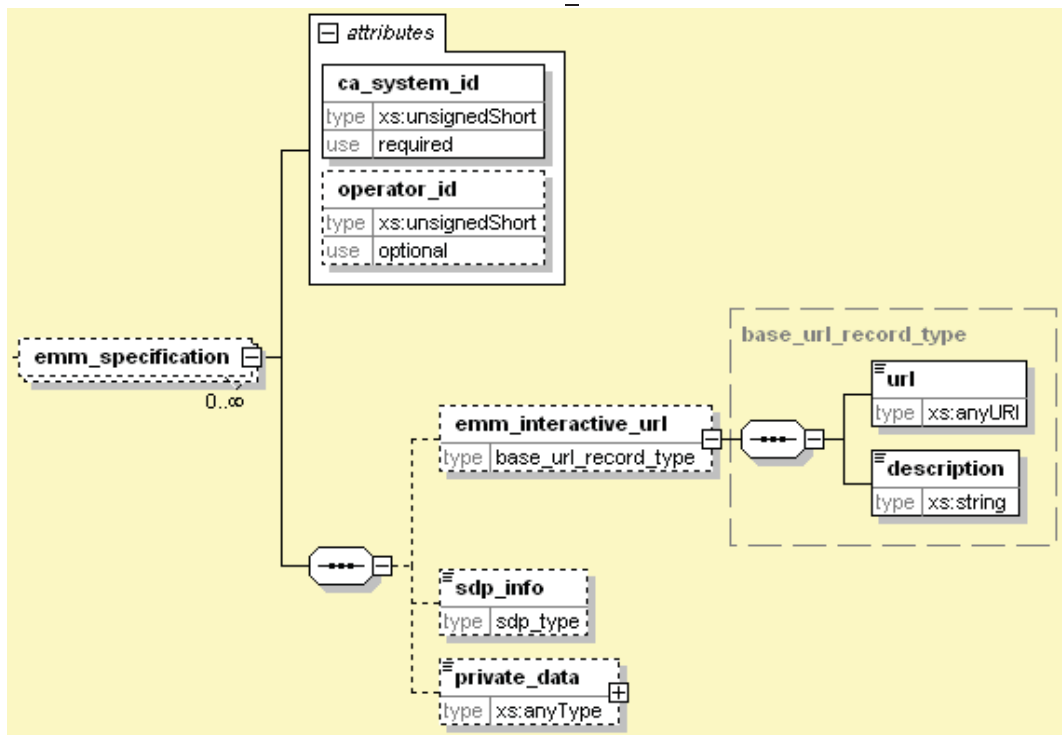 attributes
ca_system_id
type xs:unsignedShort
use required
operator_id
type xs:unsignedShort
use optional
emm_specification
0..∞
base_url_record_type
url
type xs:anyURI
emm_interactive_url
type base_url_record_type
description
type xs:string
sdp_info
type sdp_type
private_data
type xs:anyType